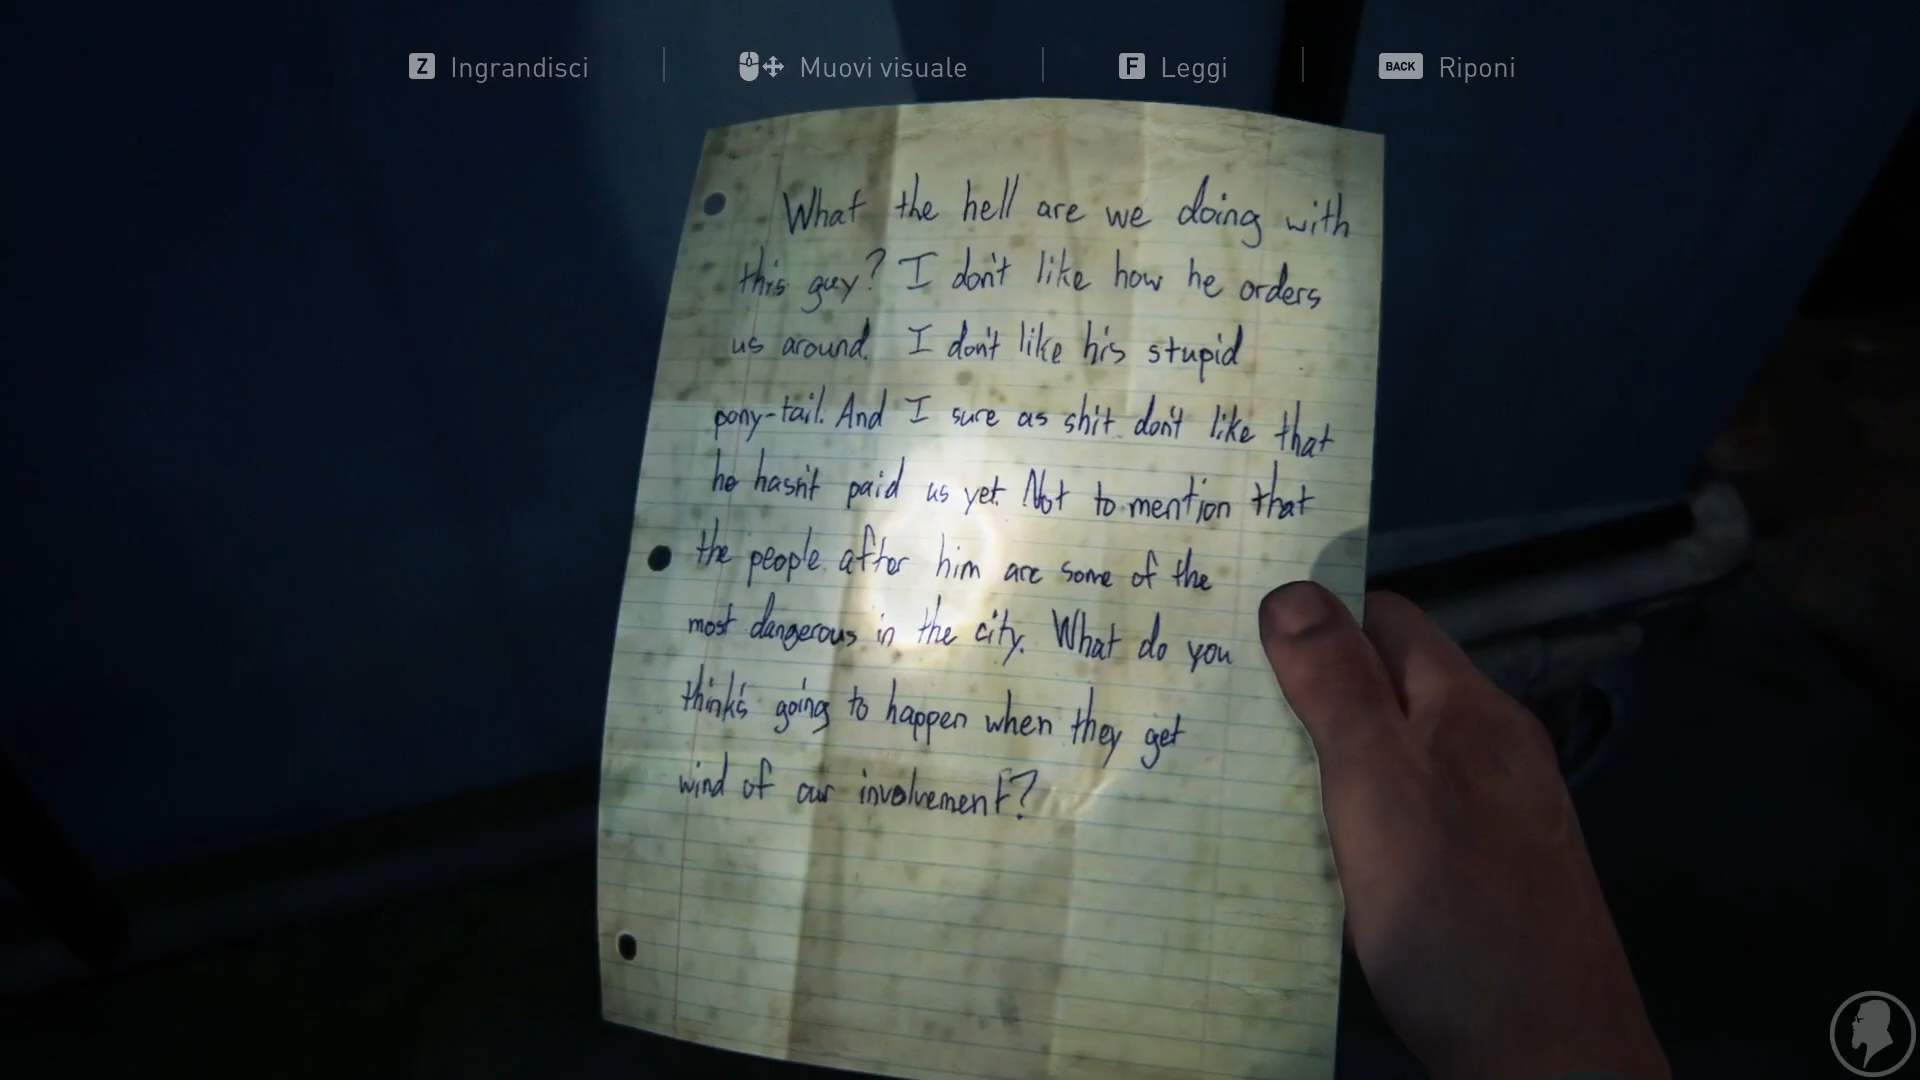 Z Ingrandisci Muovi visuale F Leggi BACK Riponi
What the hell are we doing with
this guy? I don't like how he orders
us around. I don't like his stupid
pony-tail. And I sure as shit don't like that
he hasn't paid us yet. Not to mention that
the people after him are some of the
most dangerous in the city. What do you
think's going to happen when they get
wind of our involvement?